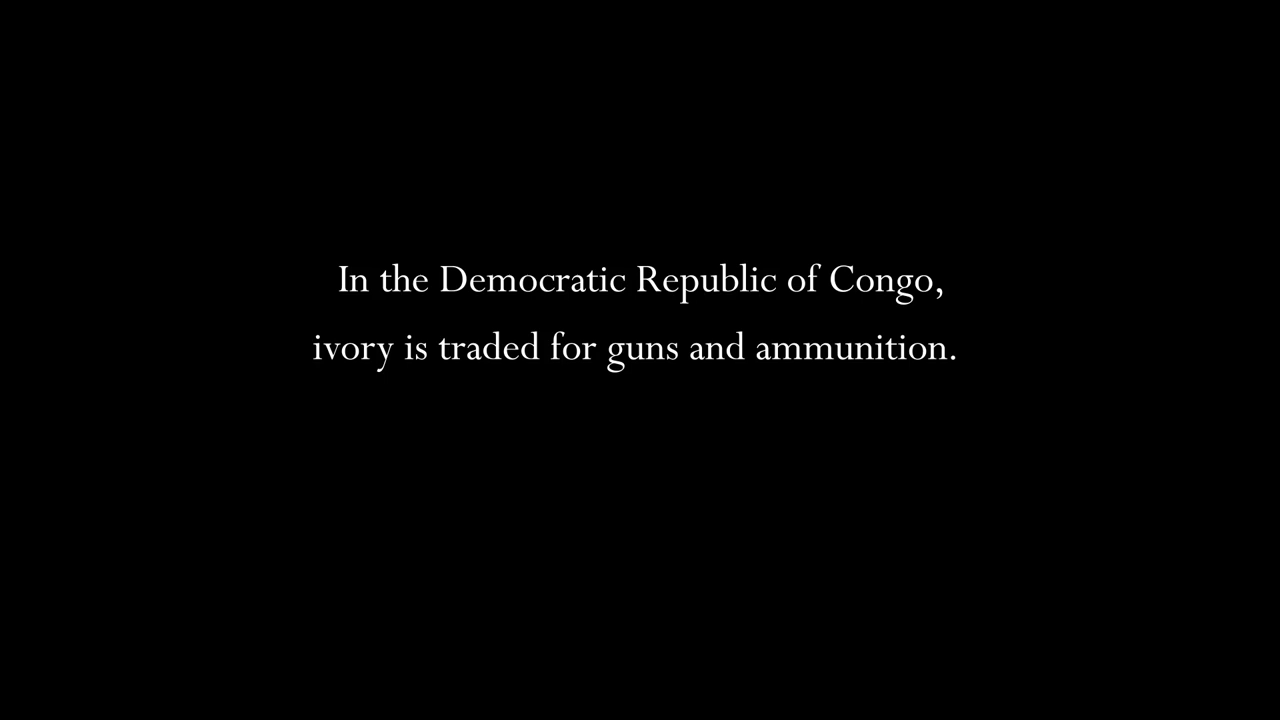 In the Democratic Republic of Congo,
ivory is traded for guns and ammunition.